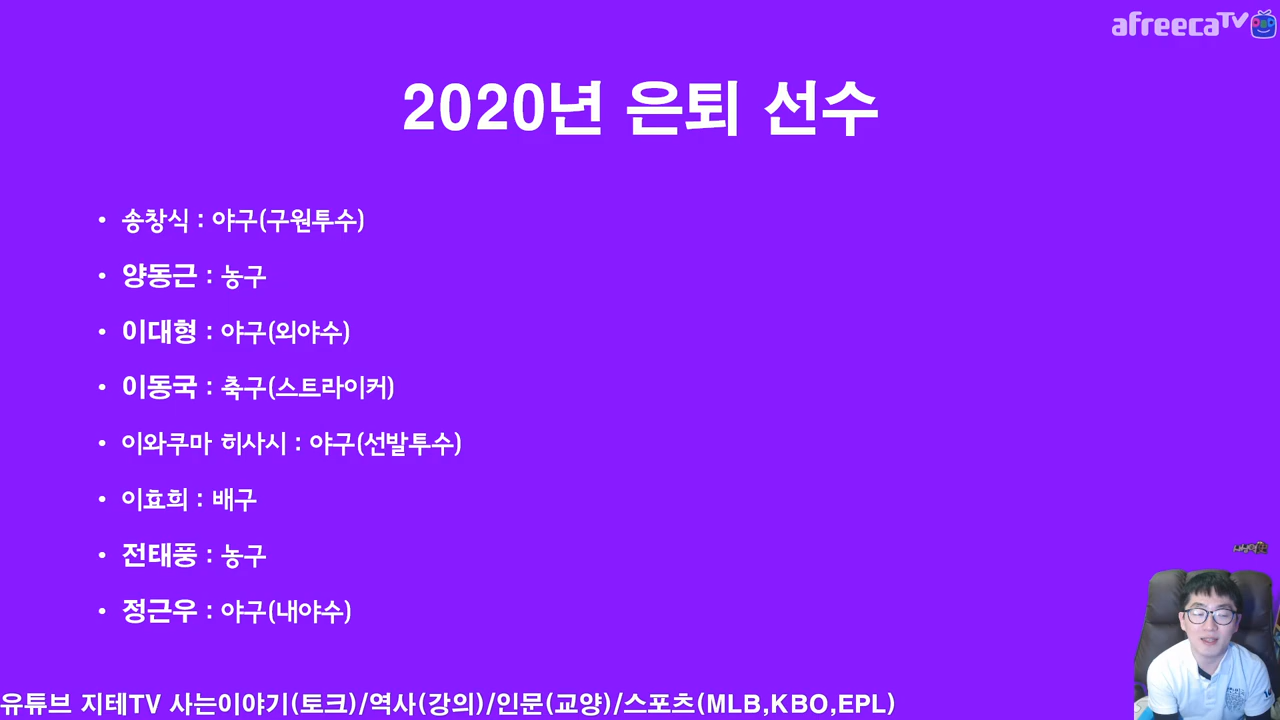 afreecaTV
2020년 은퇴 선수
• 송창식 : 야구(구원투수)
• 양동근 : 농구
• 이대형 : 야구(외야수)
• 이동국 : 축구(스트라이커)
• 이와쿠마 히사시 : 야구(선발투수)
• 이효희 : 배구
• 전태풍 : 농구
• 정근우 : 야구(내야수)
유튜브 지테TV 사는이야기(토크)/역사(강의)/인문(교양)/스포츠(MLB,KBO,EPL)